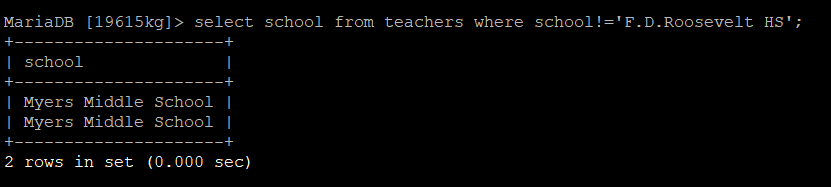 MariaDB [19615kg]> select school from teachers where school!='F.D.Roosevelt HS';
+---------------------+
| school              |
+---------------------+
| Myers Middle School |
| Myers Middle School |
+---------------------+
2 rows in set (0.000 sec)